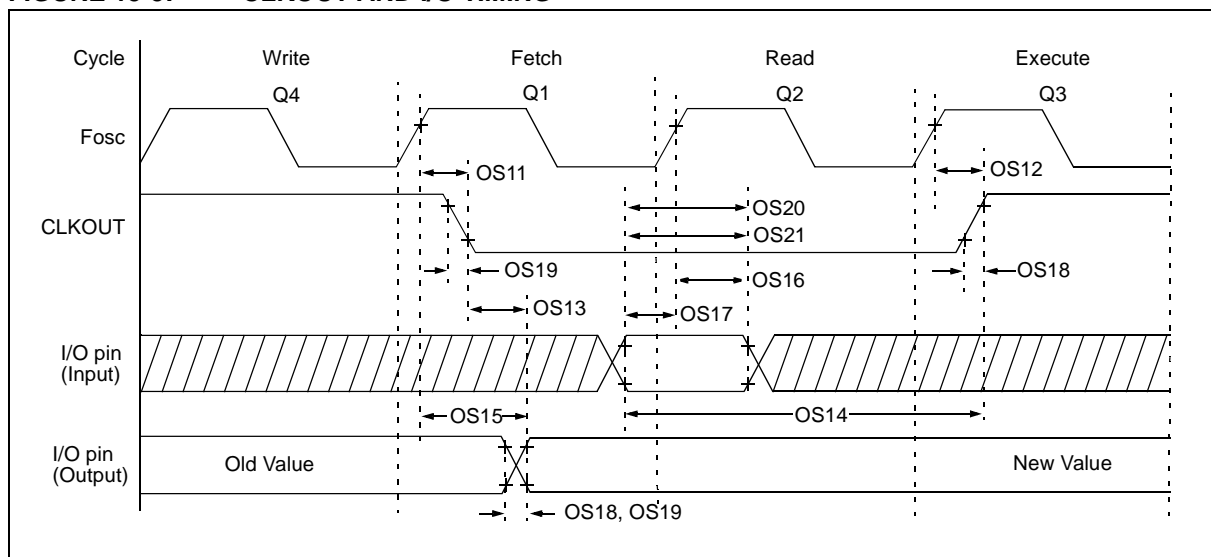 Cycle Write Fetch Read Execute
Q4 Q1 Q2 Q3
Fosc
OS11 OS12
OS20
CLKOUT
OS21
OS19 OS18
OS16
OS13 OS17
I/O pin
(Input)
OS15 OS14
I/O pin
(Output)
Old Value New Value
OS18, OS19